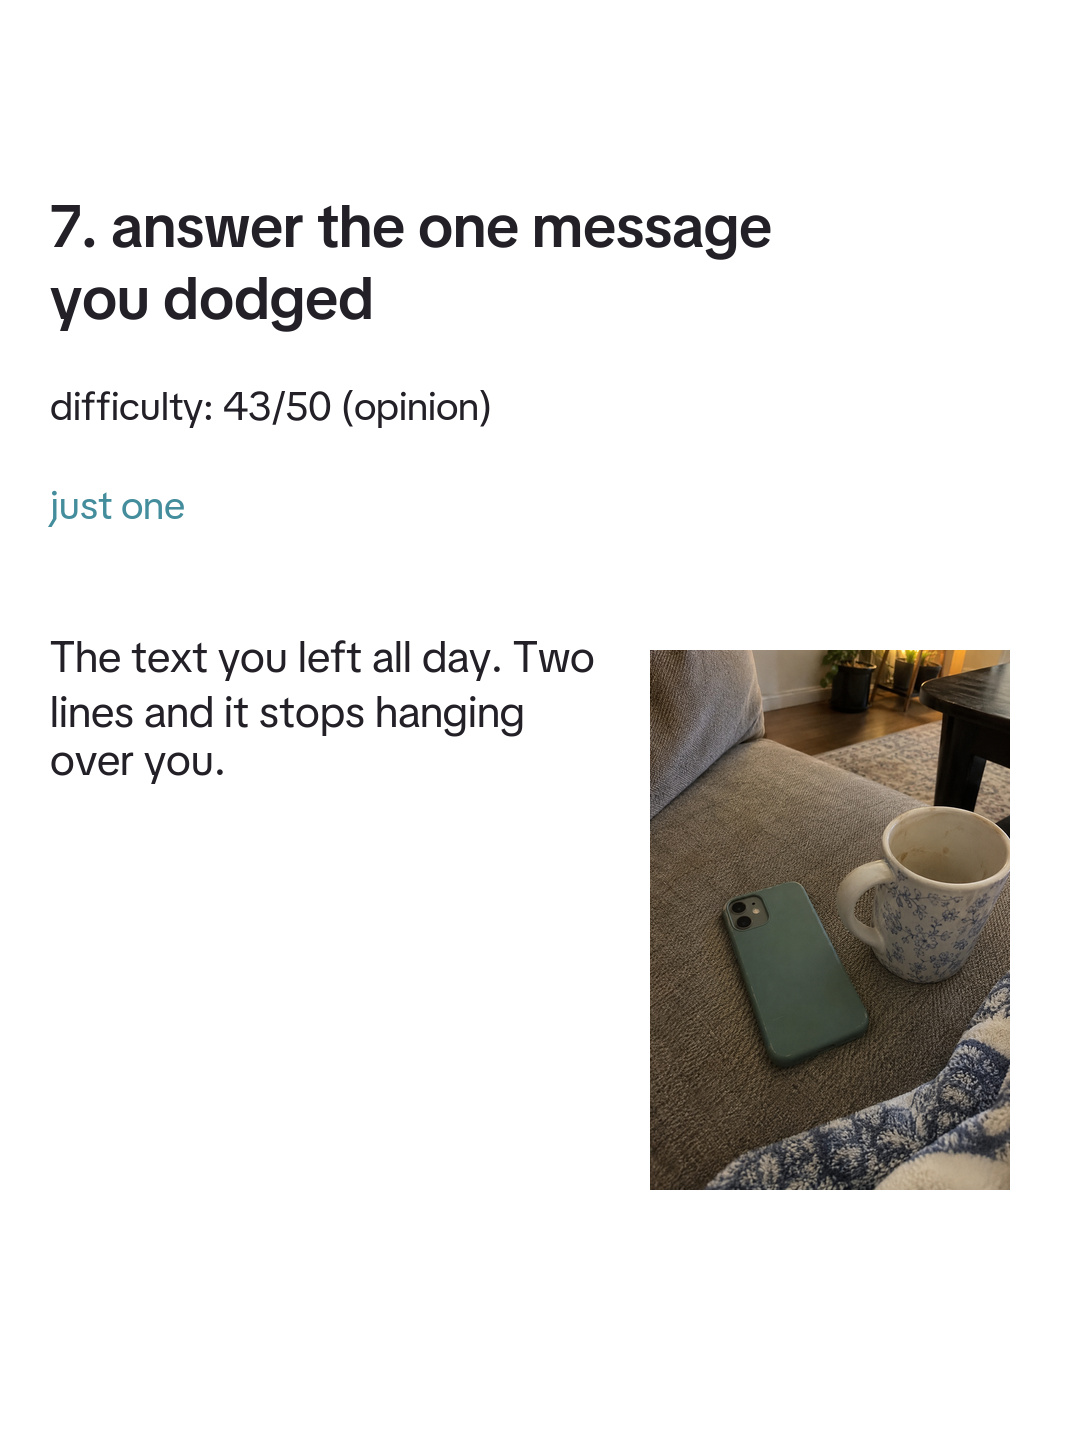 7. answer the one message
you dodged
difficulty: 43/50 (opinion)
just one
The text you left all day. Two
lines and it stops hanging
over you.